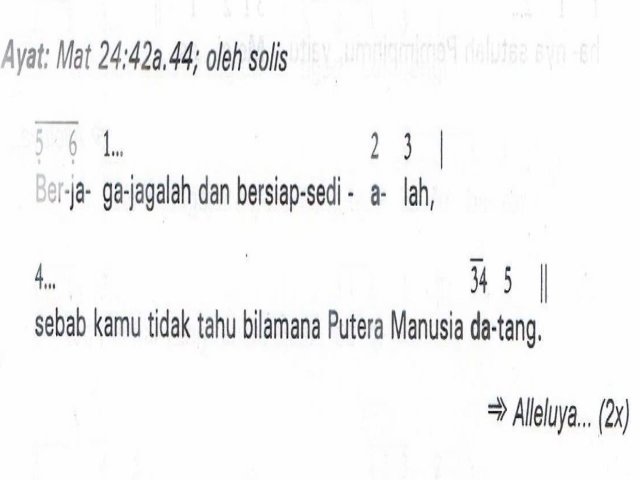 Ayat: Mat 24:42a.44; oleh solis
5 6 1... 2 3 |
Ber-ja- ga-jagalah dan bersiap-sedi - a- lah,
4... 34 5 ||
sebab kamu tidak tahu bilamana Putera Manusia da-tang.
⇒ Alleluya... (2x)